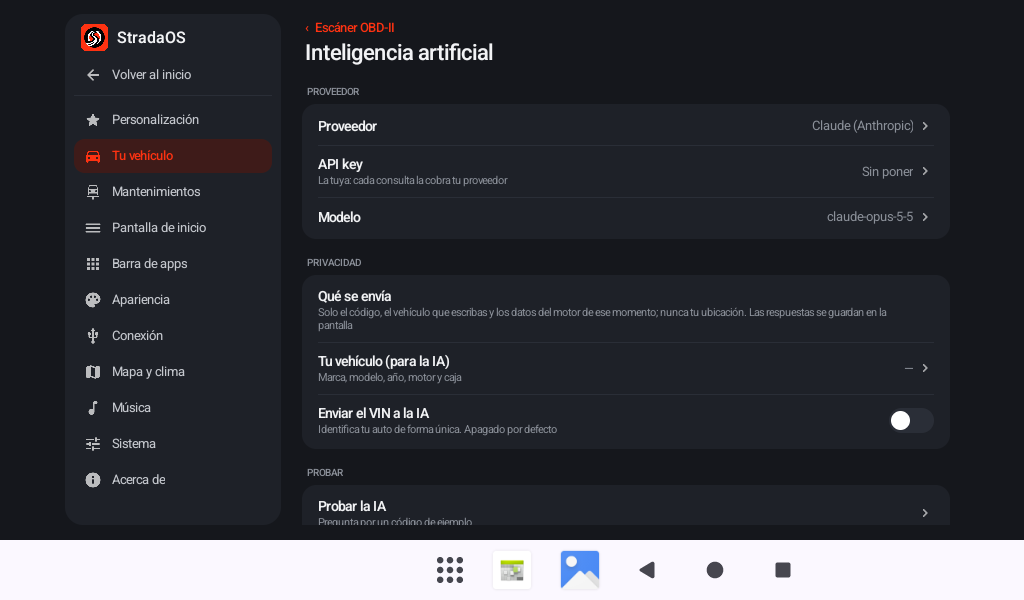 StradaOS
Volver al inicio
Personalización
Tu vehículo
Mantenimientos
Pantalla de inicio
Barra de apps
Apariencia
Conexión
Mapa y clima
Música
Sistema
Acerca de
‹ Escáner OBD-II
Inteligencia artificial
PROVEEDOR
Proveedor
Claude (Anthropic)
API key
La tuya: cada consulta la cobra tu proveedor
Sin poner
Modelo
claude-opus-5-5
PRIVACIDAD
Qué se envía
Solo el código, el vehículo que escribas y los datos del motor de ese momento; nunca tu ubicación. Las respuestas se guardan en la
pantalla
Tu vehículo (para la IA)
Marca, modelo, año, motor y caja
—
Enviar el VIN a la IA
Identifica tu auto de forma única. Apagado por defecto
PROBAR
Probar la IA
Pregunta por un código de ejemplo